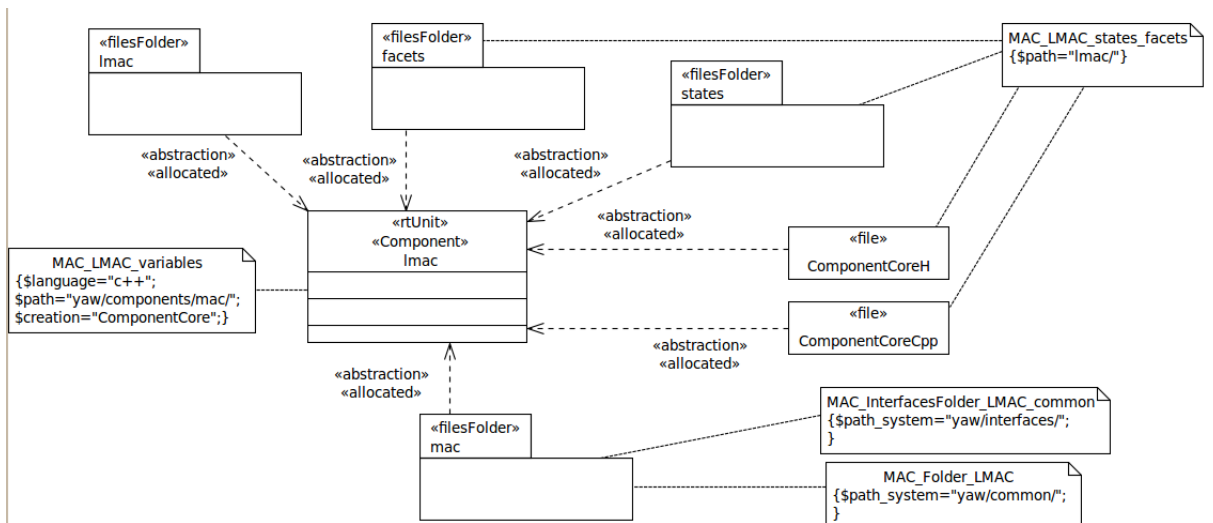 «filesFolder»
lmac
«filesFolder»
facets
MAC_LMAC_states_facets
{$path="lmac/"}
«filesFolder»
states
«abstraction»
«allocated»
«abstraction»
«allocated»
«abstraction»
«allocated»
«rtUnit»
«Component»
lmac
«abstraction»
«allocated»
«file»
ComponentCoreH
MAC_LMAC_variables
{$language="c++";
$path="yaw/components/mac/";
$creation="ComponentCore";}
«file»
ComponentCoreCpp
«abstraction»
«allocated»
«abstraction»
«allocated»
«filesFolder»
mac
MAC_InterfacesFolder_LMAC_common
{$path_system="yaw/interfaces/";
}
MAC_Folder_LMAC
{$path_system="yaw/common/";
}